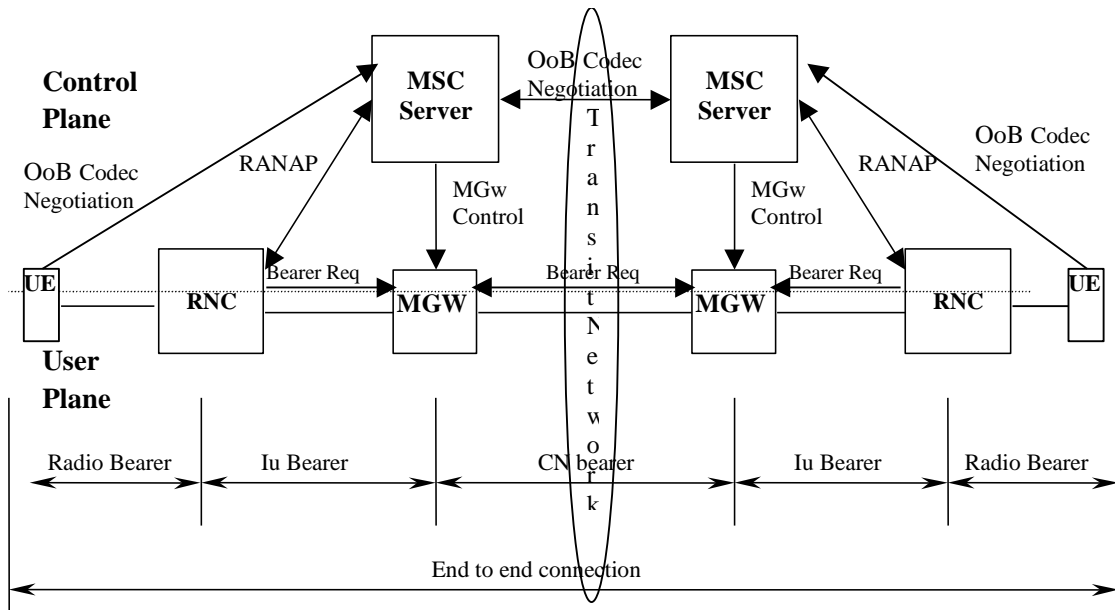 Control
Plane
MSC
Server
OoB Codec
Negotiation
MSC
Server
Transit Network
OoB Codec
Negotiation
RANAP
RANAP
OoB Codec
Negotiation
MGw
Control
MGw
Control
UE
RNC
Bearer Req
MGW
Bearer Req
MGW
Bearer Req
RNC
UE
User
Plane
Radio Bearer
Iu Bearer
CN bearer
Iu Bearer
Radio Bearer
End to end connection